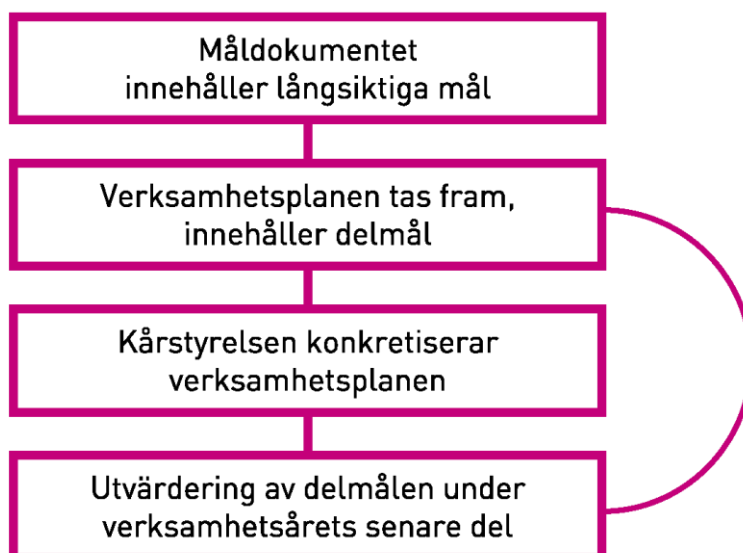 Måldokumentet
innehåller långsiktiga mål
Verksamhetsplanen tas fram,
innehåller delmål
Kårstyrelsen konkretiserar
verksamhetsplanen
Utvärdering av delmålen under
verksamhetsårets senare del